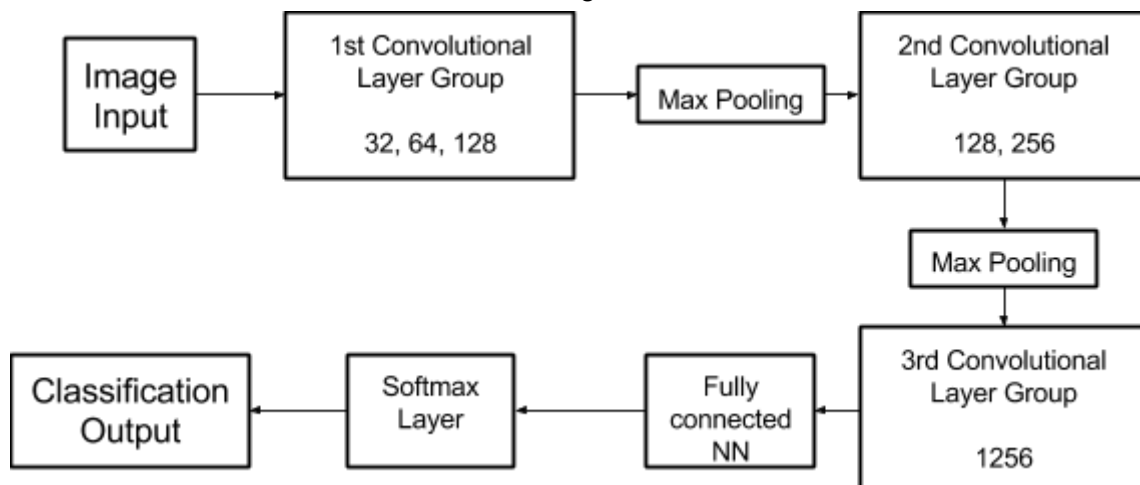 Image
Input
1st Convolutional
Layer Group
32, 64, 128
Max Pooling
2nd Convolutional
Layer Group
128, 256
Max Pooling
3rd Convolutional
Layer Group
1256
Fully
connected
NN
Softmax
Layer
Classification
Output